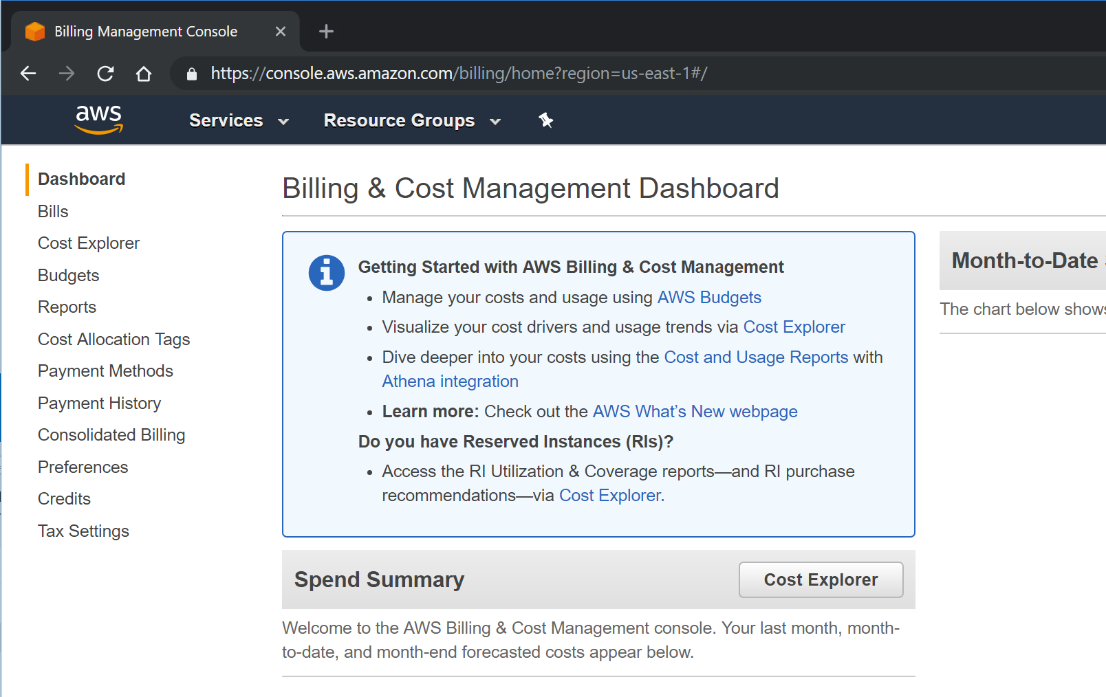 Billing Management Console
https://console.aws.amazon.com/billing/home?region=us-east-1#/
aws
Services
Resource Groups
Dashboard
Bills
Cost Explorer
Budgets
Reports
Cost Allocation Tags
Payment Methods
Payment History
Consolidated Billing
Preferences
Credits
Tax Settings
Billing & Cost Management Dashboard
Getting Started with AWS Billing & Cost Management
• Manage your costs and usage using AWS Budgets
• Visualize your cost drivers and usage trends via Cost Explorer
• Dive deeper into your costs using the Cost and Usage Reports with
Athena integration
• Learn more: Check out the AWS What's New webpage
Do you have Reserved Instances (RIs)?
• Access the RI Utilization & Coverage reports—and RI purchase
recommendations—via Cost Explorer.
Spend Summary
Cost Explorer
Welcome to the AWS Billing & Cost Management console. Your last month, month-
to-date, and month-end forecasted costs appear below.
Month-to-Date
The chart below shows